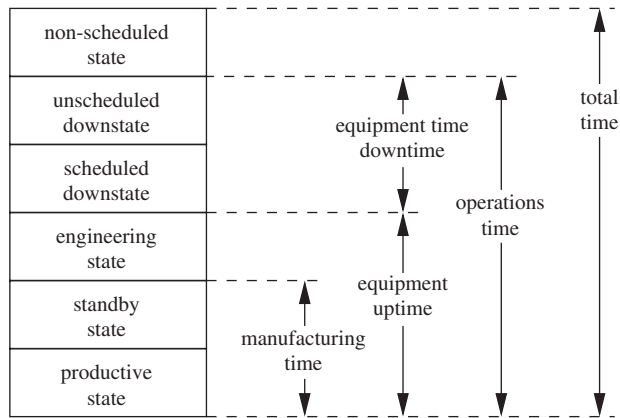 non-scheduled
state
unscheduled
downstate
scheduled
downstate
engineering
state
standby
state
productive
state
manufacturing
time
equipment time
downtime
equipment
uptime
operations
time
total
time